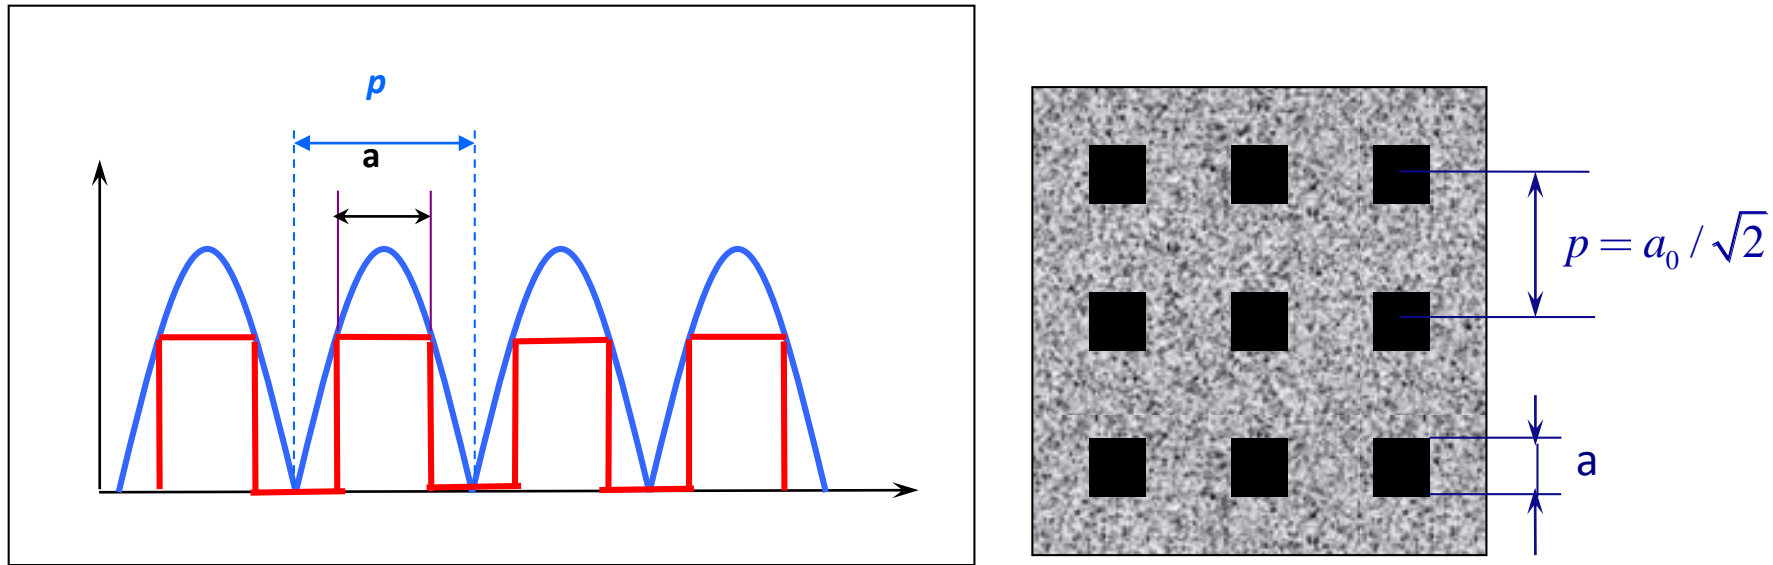 p
a
p = a₀ / √2
a